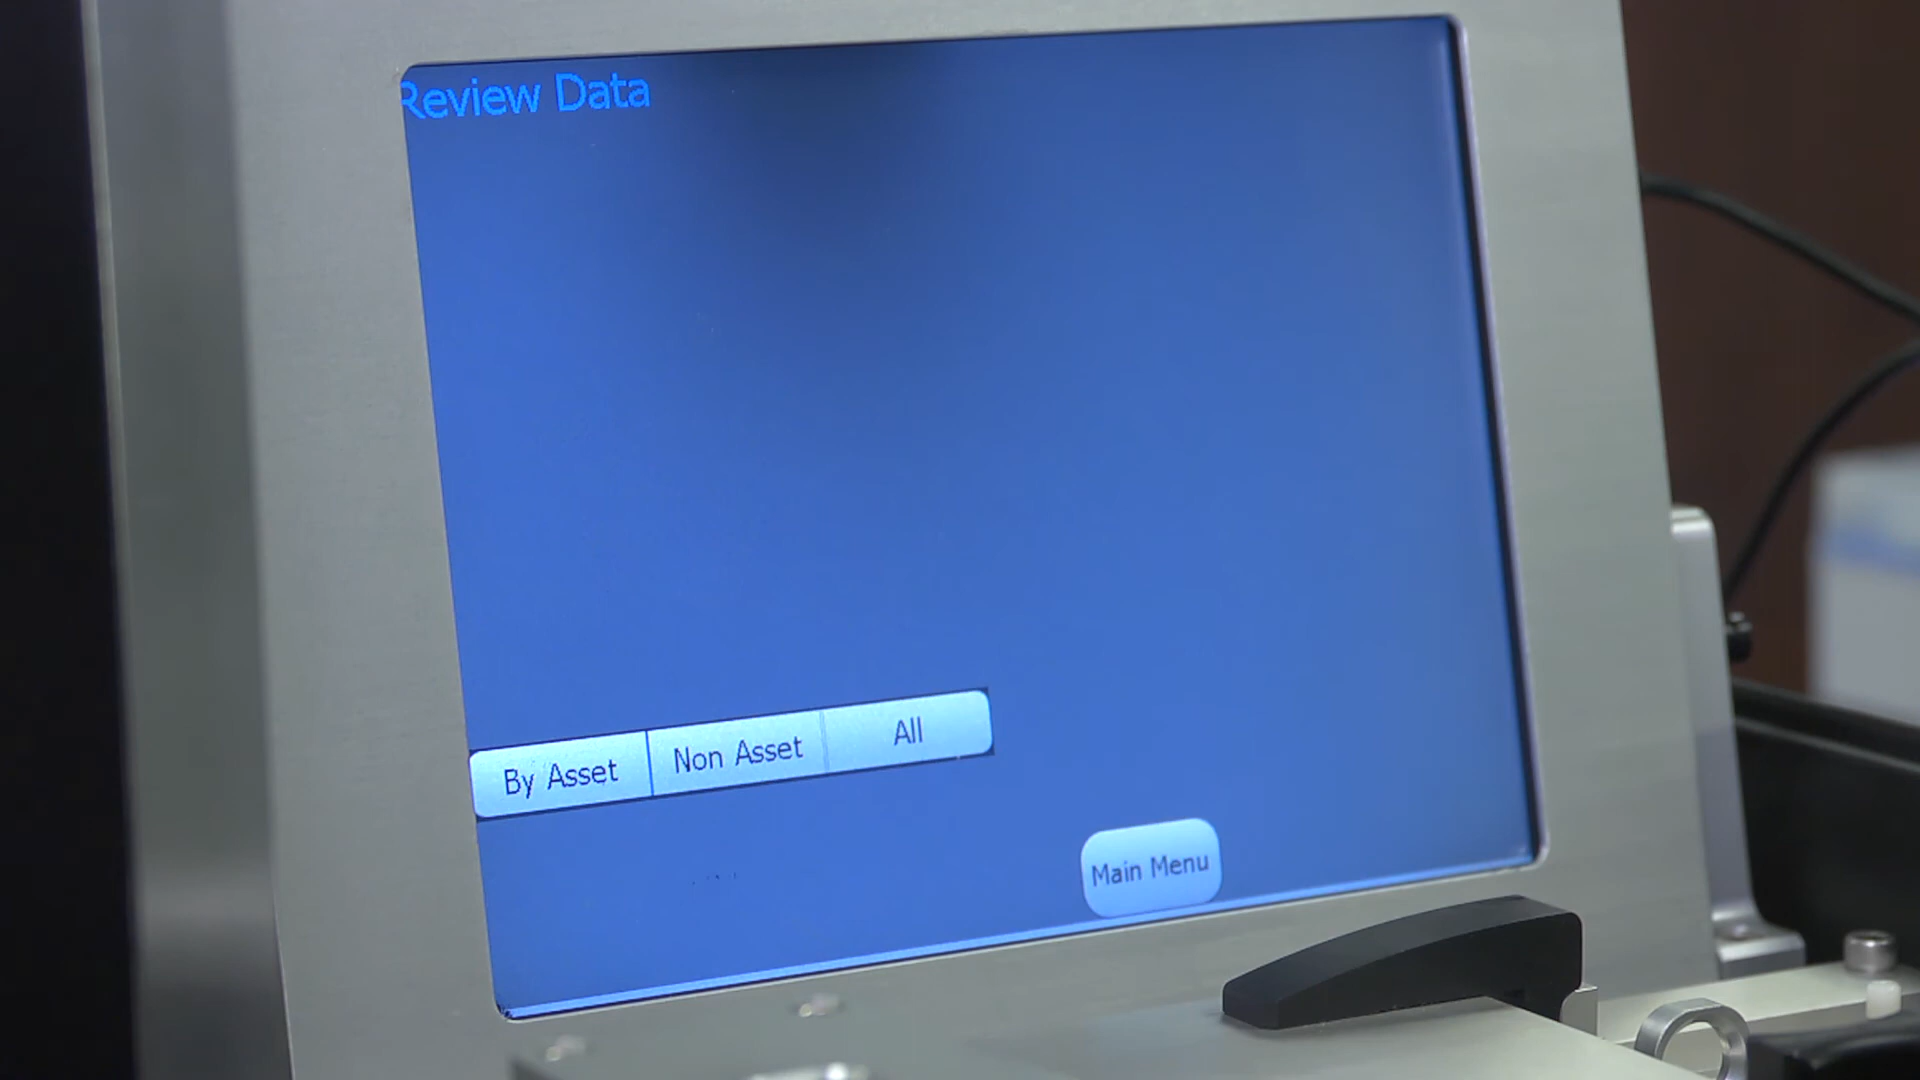 Review Data
By Asset
Non Asset
All
Main Menu